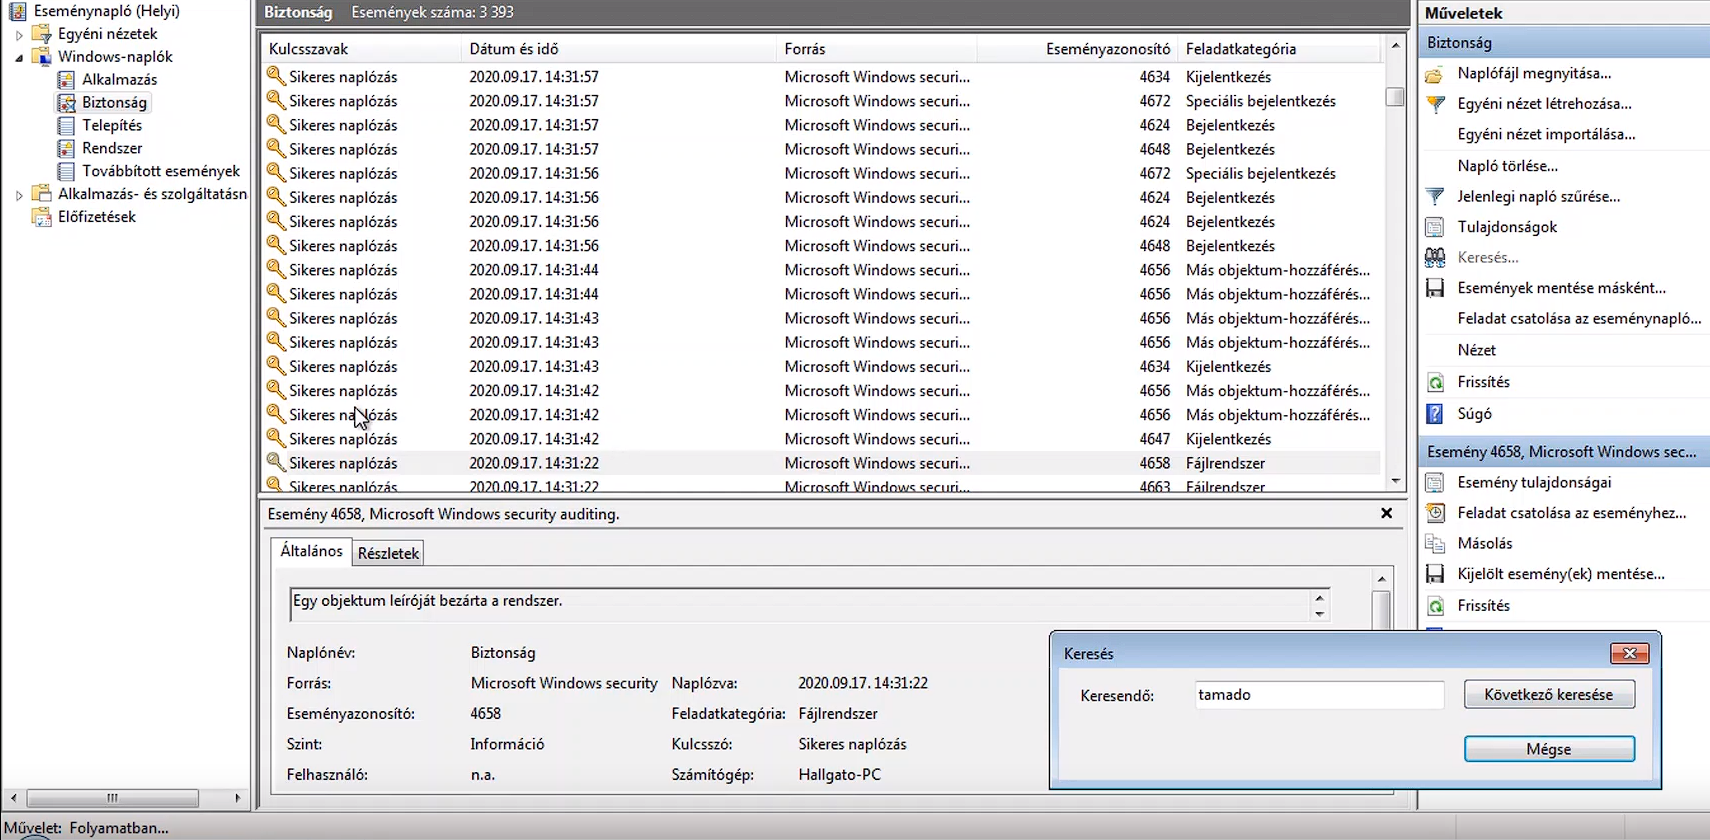 Eseménynapló (Helyi)
Egyéni nézetek
Windows-naplók
Alkalmazás
Biztonság
Telepítés
Rendszer
Továbbított események
Alkalmazás- és szolgáltatásn
Előfizetések
Biztonság Események száma: 3 393
Kulcsszavak Dátum és idő Forrás Eseményazonosító Feladatkategória
Sikeres naplózás 2020.09.17. 14:31:57 Microsoft Windows securi... 4634 Kijelentkezés
Sikeres naplózás 2020.09.17. 14:31:57 Microsoft Windows securi... 4672 Speciális bejelentkezés
Sikeres naplózás 2020.09.17. 14:31:57 Microsoft Windows securi... 4624 Bejelentkezés
Sikeres naplózás 2020.09.17. 14:31:57 Microsoft Windows securi... 4648 Bejelentkezés
Sikeres naplózás 2020.09.17. 14:31:56 Microsoft Windows securi... 4672 Speciális bejelentkezés
Sikeres naplózás 2020.09.17. 14:31:56 Microsoft Windows securi... 4624 Bejelentkezés
Sikeres naplózás 2020.09.17. 14:31:56 Microsoft Windows securi... 4624 Bejelentkezés
Sikeres naplózás 2020.09.17. 14:31:56 Microsoft Windows securi... 4648 Bejelentkezés
Sikeres naplózás 2020.09.17. 14:31:44 Microsoft Windows securi... 4656 Más objektum-hozzáférés...
Sikeres naplózás 2020.09.17. 14:31:44 Microsoft Windows securi... 4656 Más objektum-hozzáférés...
Sikeres naplózás 2020.09.17. 14:31:43 Microsoft Windows securi... 4656 Más objektum-hozzáférés...
Sikeres naplózás 2020.09.17. 14:31:43 Microsoft Windows securi... 4656 Más objektum-hozzáférés...
Sikeres naplózás 2020.09.17. 14:31:43 Microsoft Windows securi... 4634 Kijelentkezés
Sikeres naplózás 2020.09.17. 14:31:42 Microsoft Windows securi... 4656 Más objektum-hozzáférés...
Sikeres naplózás 2020.09.17. 14:31:42 Microsoft Windows securi... 4656 Más objektum-hozzáférés...
Sikeres naplózás 2020.09.17. 14:31:42 Microsoft Windows securi... 4647 Kijelentkezés
Sikeres naplózás 2020.09.17. 14:31:22 Microsoft Windows securi... 4658 Fájlrendszer
Sikeres naplózás 2020.09.17. 14:31:22 Microsoft Windows securi... 4663 Fájlrendszer
Esemény 4658, Microsoft Windows security auditing.
Általános Részletek
Egy objektum leíróját bezárta a rendszer.
Naplónév: Biztonság
Forrás: Microsoft Windows security Naplózva: 2020.09.17. 14:31:22
Eseményazonosító: 4658 Feladatkategória: Fájlrendszer
Szint: Információ Kulcsszó: Sikeres naplózás
Felhasználó: n.a. Számítógép: Hallgato-PC
Műveletek
Biztonság
Naplófájl megnyitása...
Egyéni nézet létrehozása...
Egyéni nézet importálása...
Napló törlése...
Jelenlegi napló szűrése...
Tulajdonságok
Keresés...
Események mentése másként...
Feladat csatolása az eseménynapló...
Nézet
Frissítés
Súgó
Esemény 4658, Microsoft Windows sec...
Esemény tulajdonságai
Feladat csatolása az eseményhez...
Másolás
Kijelölt esemény(ek) mentése...
Frissítés
Keresés
Keresendő: tamado Következő keresése
Mégse
Művelet: Folyamatban...